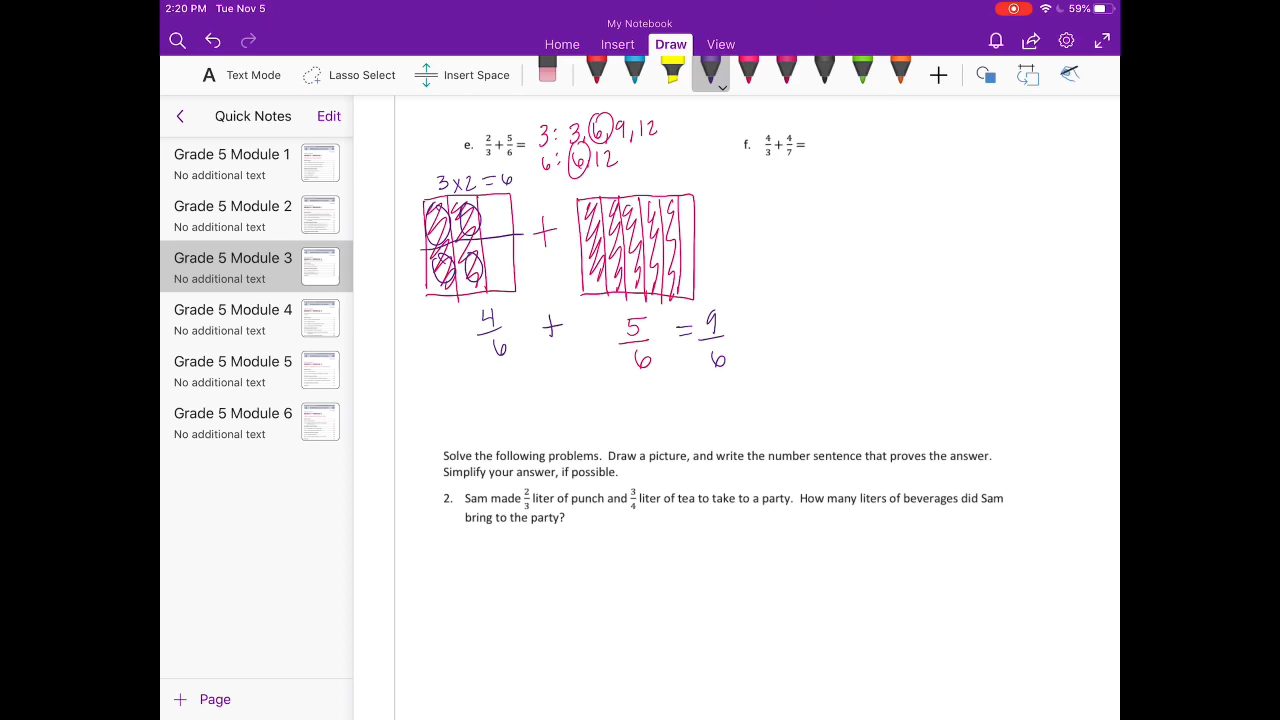 2:20 PM Tue Nov 5
59%
My Notebook
Home Insert Draw View
A Text Mode Lasso Select Insert Space
Quick Notes Edit
Grade 5 Module 1
No additional text
Grade 5 Module 2
No additional text
Grade 5 Module 3
No additional text
Grade 5 Module 4
No additional text
Grade 5 Module 5
No additional text
Grade 5 Module 6
No additional text
+ Page
e. 2/3 + 5/6 =
3: 3, 6, 9, 12
6: 6, 12
3 x 2 = 6
+
4/6 + 5/6 = 9/6
f. 4/3 + 4/7 =
Solve the following problems. Draw a picture, and write the number sentence that proves the answer.
Simplify your answer, if possible.
2. Sam made 2/3 liter of punch and 3/4 liter of tea to take to a party. How many liters of beverages did Sam
bring to the party?